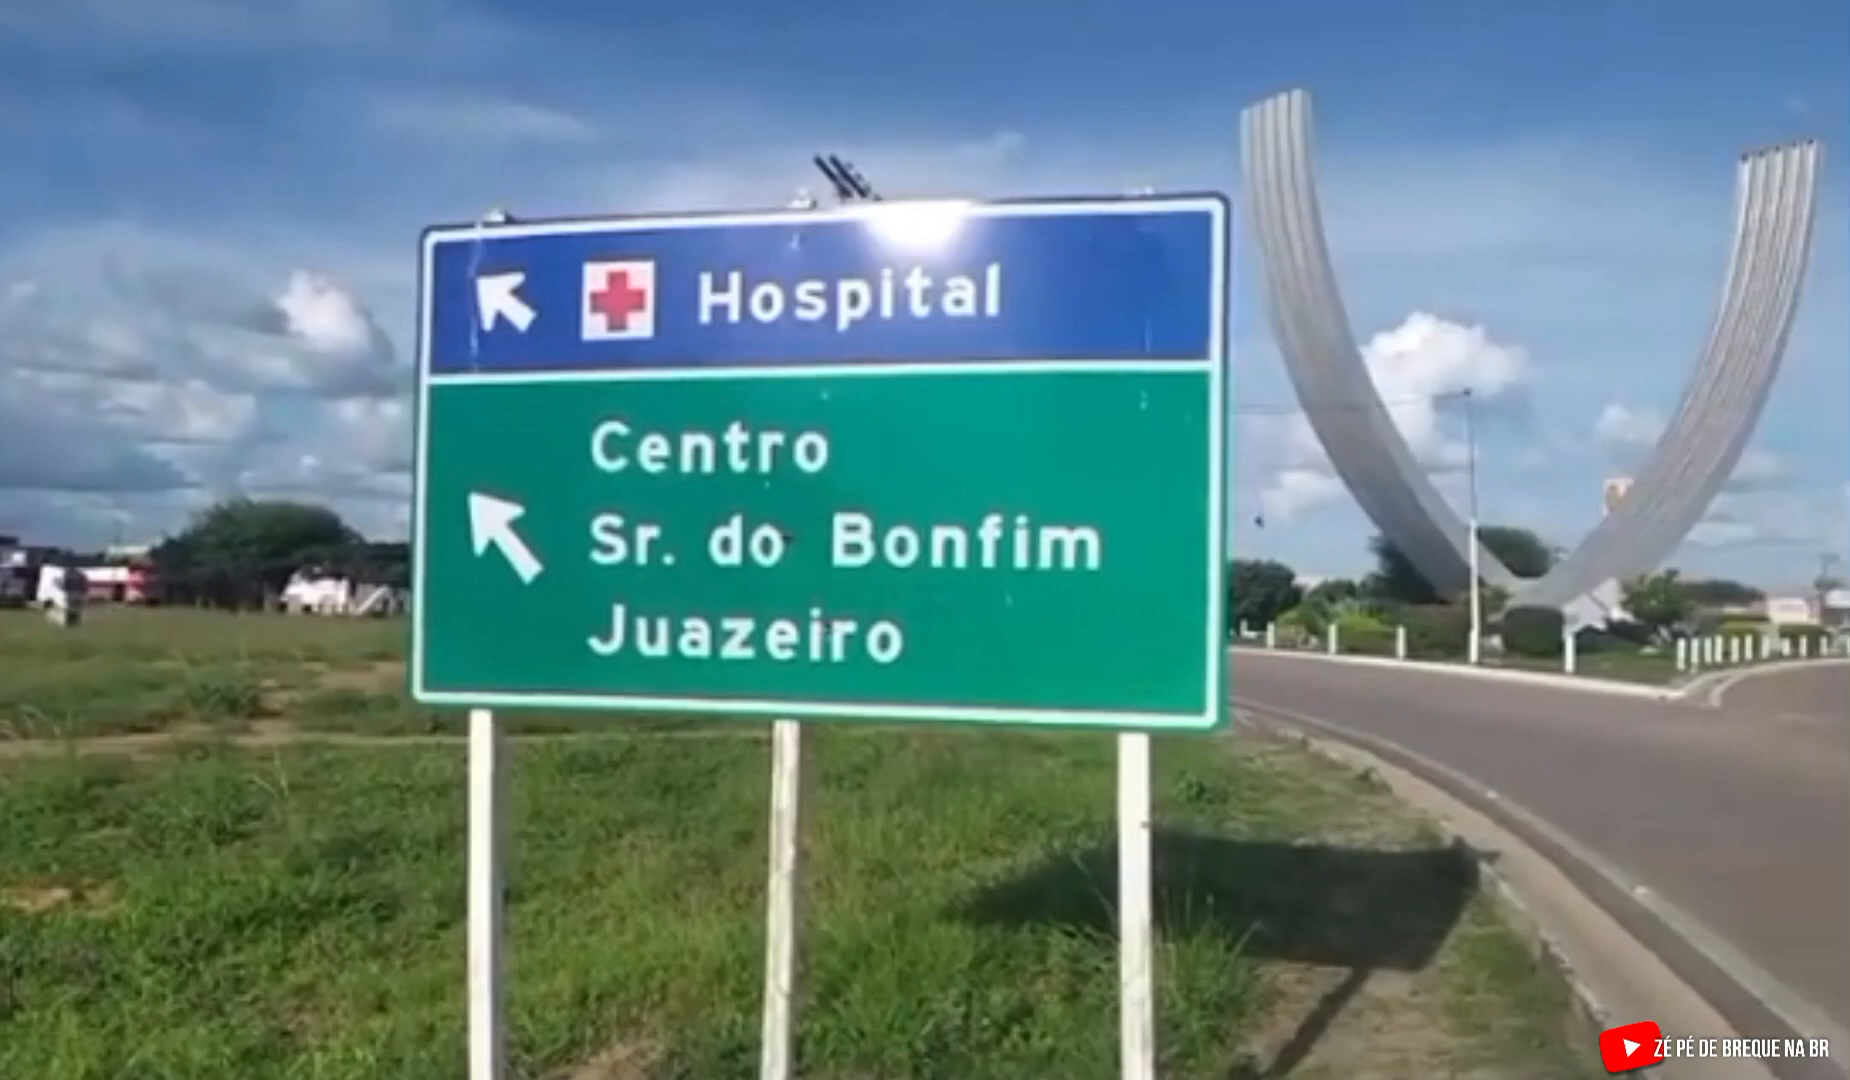 Hospital
Centro
Sr. do Bonfim
Juazeiro
ZÉ PÉ DE BREQUE NA BR